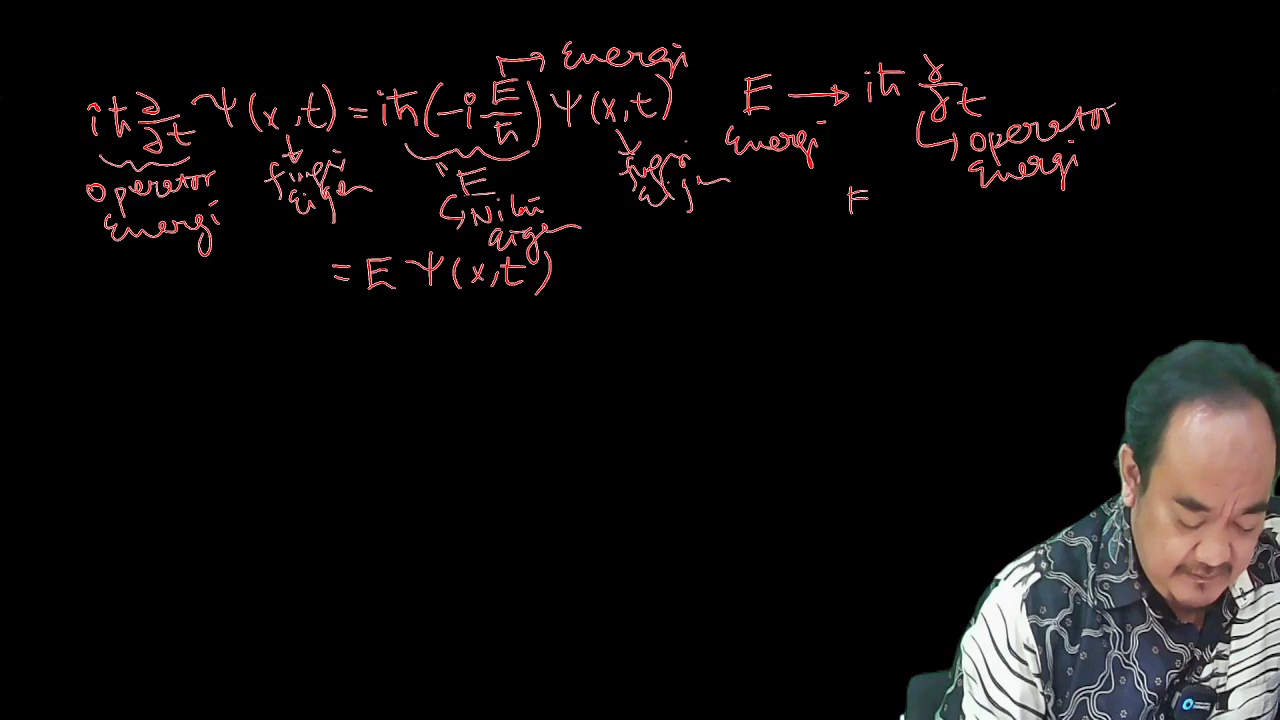 → Energi
iħ ∂/∂t Ψ(x,t) = iħ(-i E/ħ) Ψ(x,t)
E → iħ ∂/∂t
Energi
↳ operator Energi
operator Energi
fungsi eigen
"E
↳ Nilai eigen
fungsi eigen
E
= E Ψ(x,t)